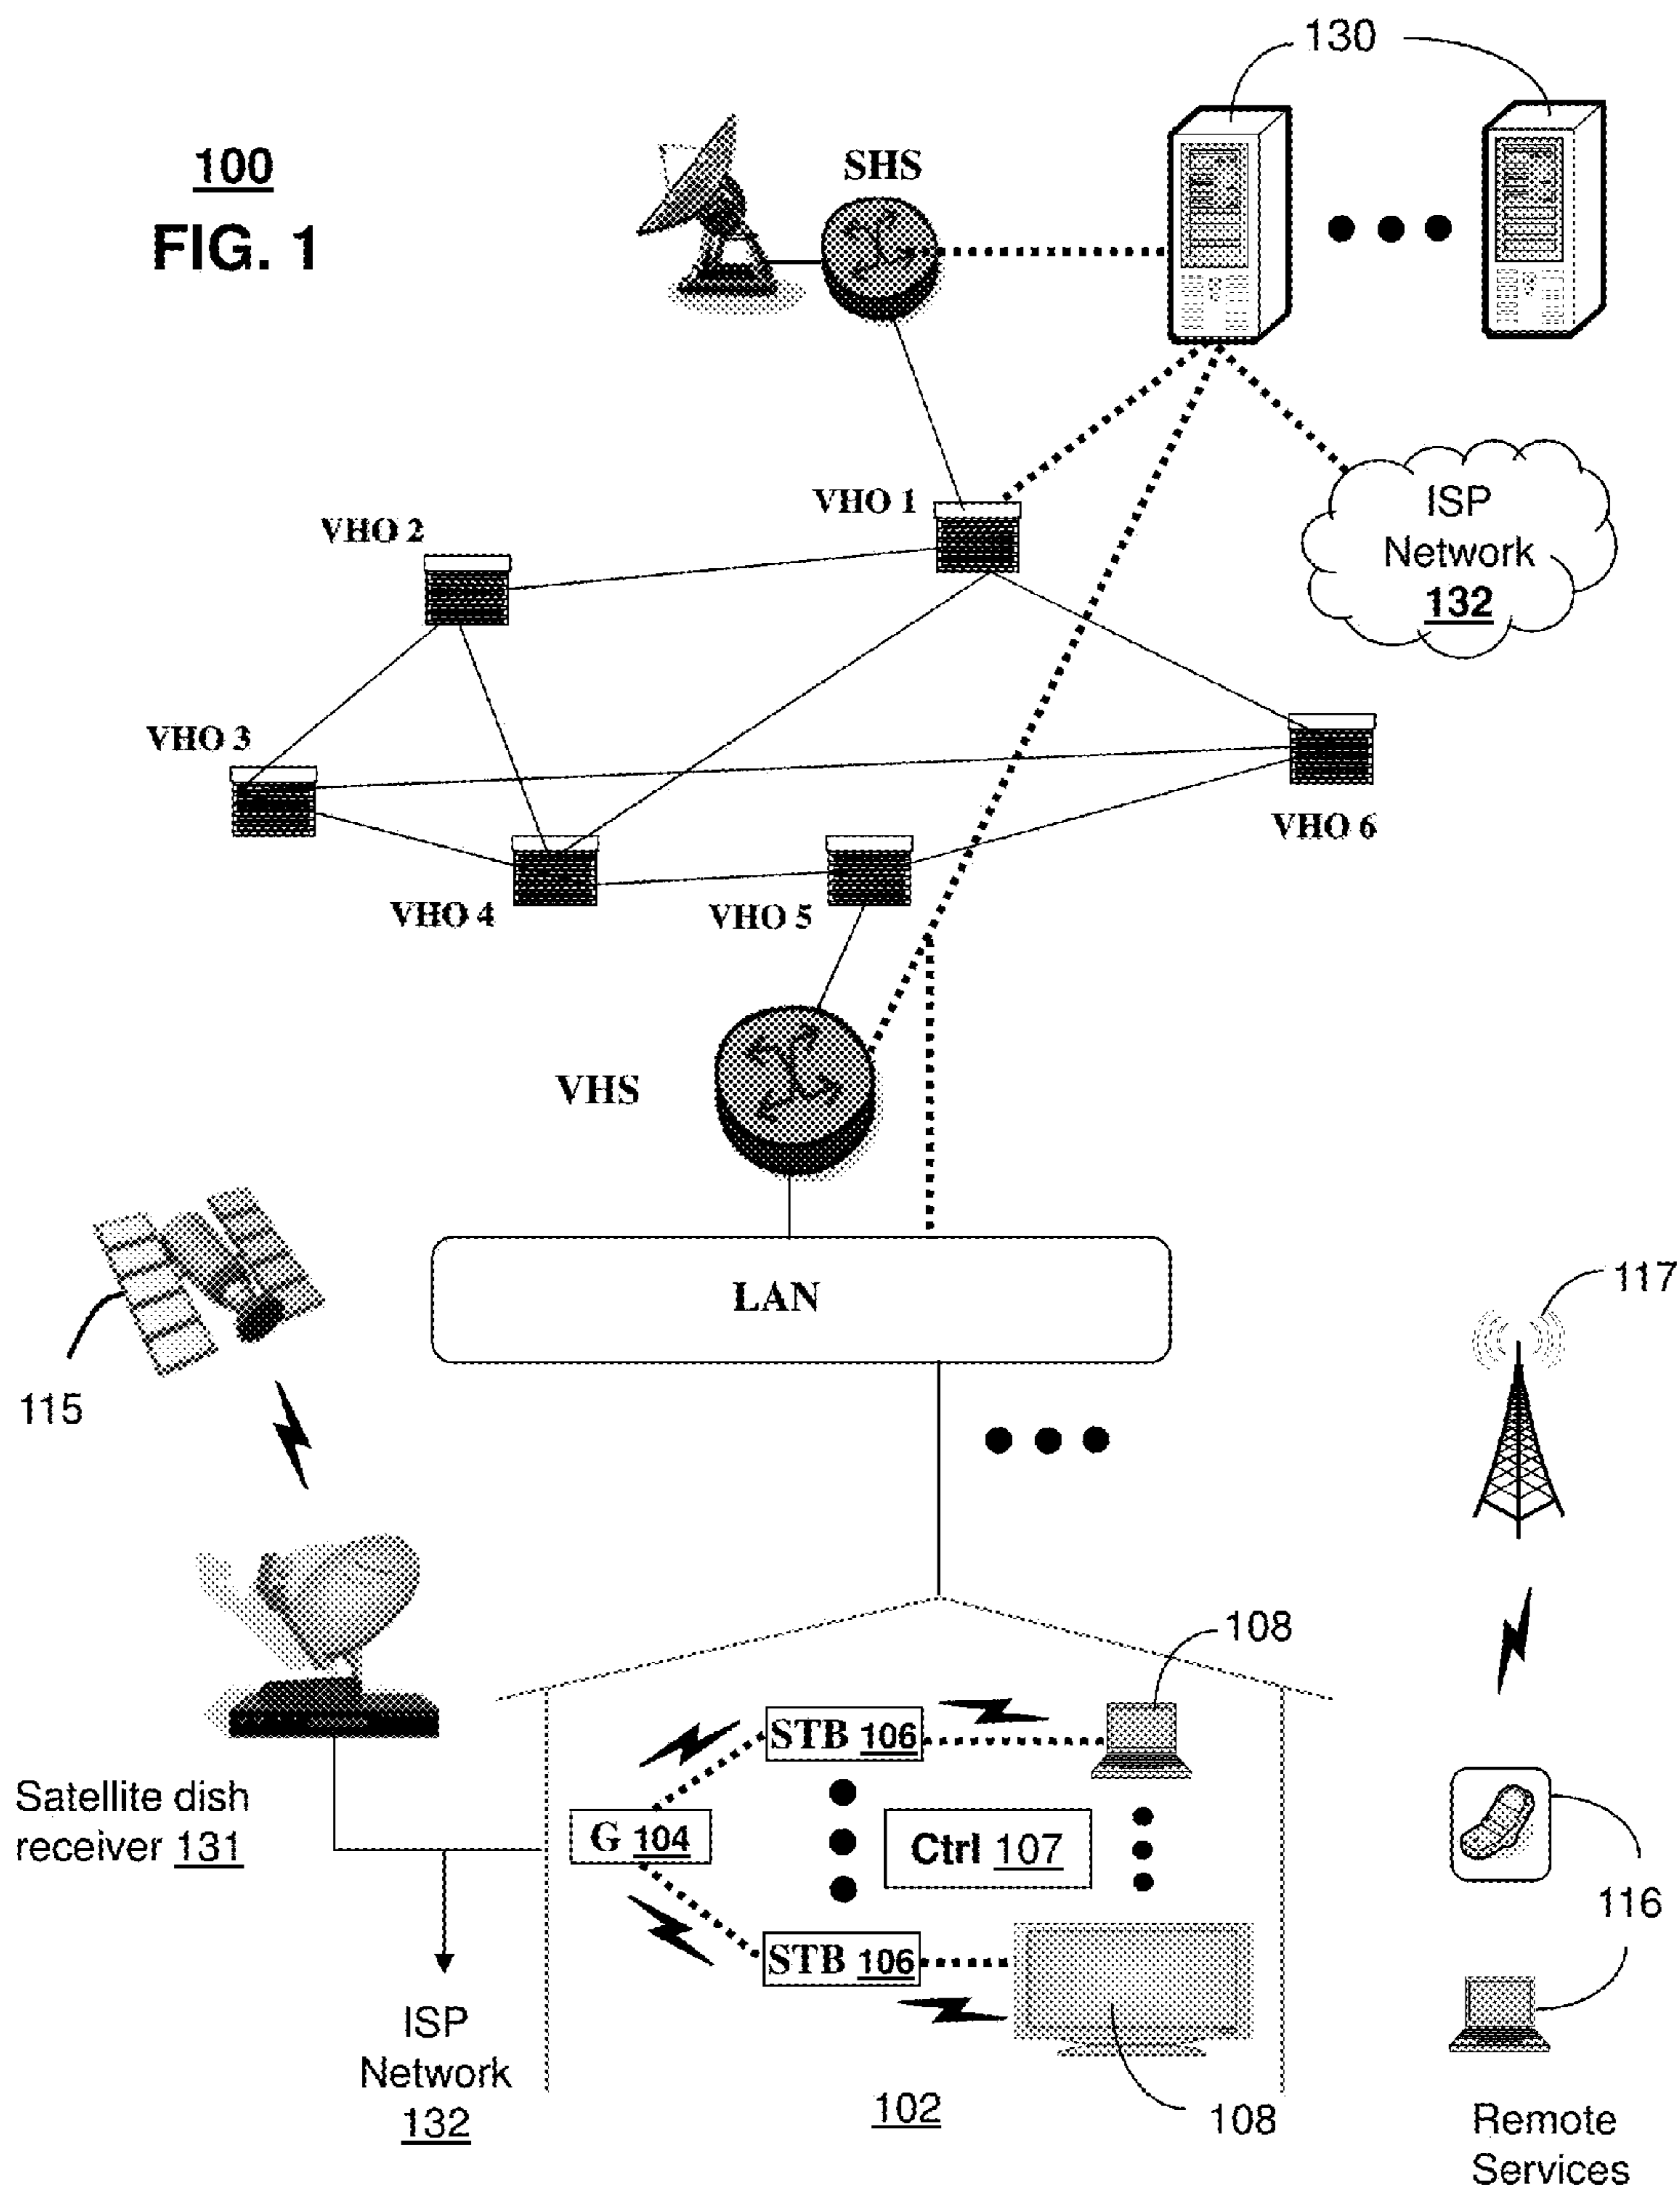 130
100
FIG. 1
SHS
ISP
Network
132
VHO 1
VHO 2
VHO 3
VHO 6
VHO 4
VHO 5
VHS
LAN
117
115
108
STB 106
Satellite dish
receiver 131
G 104
Ctrl 107
116
STB 106
ISP
Network
132
102
108
Remote
Services